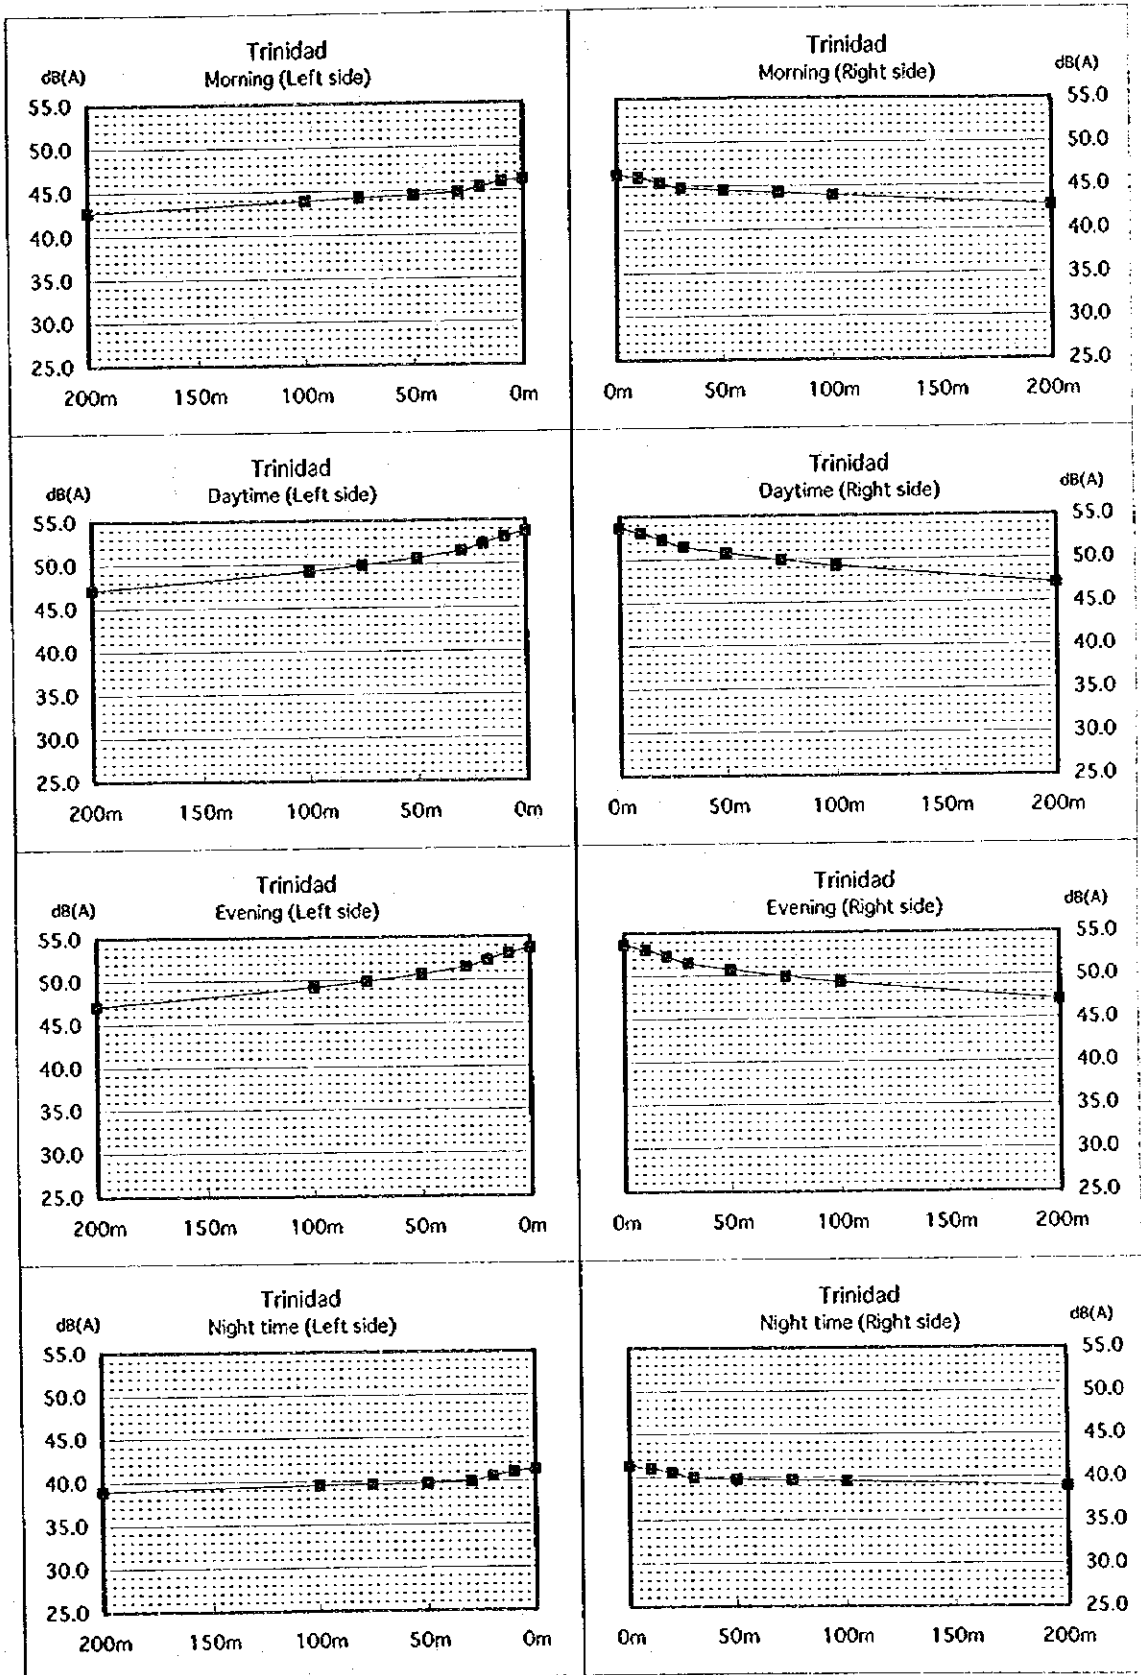 Trinidad
Morning (Left side)
dB(A)
55.0
50.0
45.0
40.0
35.0
30.0
25.0
200m 150m 100m 50m 0m
Trinidad
Morning (Right side)
dB(A)
55.0
50.0
45.0
40.0
35.0
30.0
25.0
0m 50m 100m 150m 200m
Trinidad
Daytime (Left side)
dB(A)
55.0
50.0
45.0
40.0
35.0
30.0
25.0
200m 150m 100m 50m 0m
Trinidad
Daytime (Right side)
dB(A)
55.0
50.0
45.0
40.0
35.0
30.0
25.0
0m 50m 100m 150m 200m
Trinidad
Evening (Left side)
dB(A)
55.0
50.0
45.0
40.0
35.0
30.0
25.0
200m 150m 100m 50m 0m
Trinidad
Evening (Right side)
dB(A)
55.0
50.0
45.0
40.0
35.0
30.0
25.0
0m 50m 100m 150m 200m
Trinidad
Night time (Left side)
dB(A)
55.0
50.0
45.0
40.0
35.0
30.0
25.0
200m 150m 100m 50m 0m
Trinidad
Night time (Right side)
dB(A)
55.0
50.0
45.0
40.0
35.0
30.0
25.0
0m 50m 100m 150m 200m